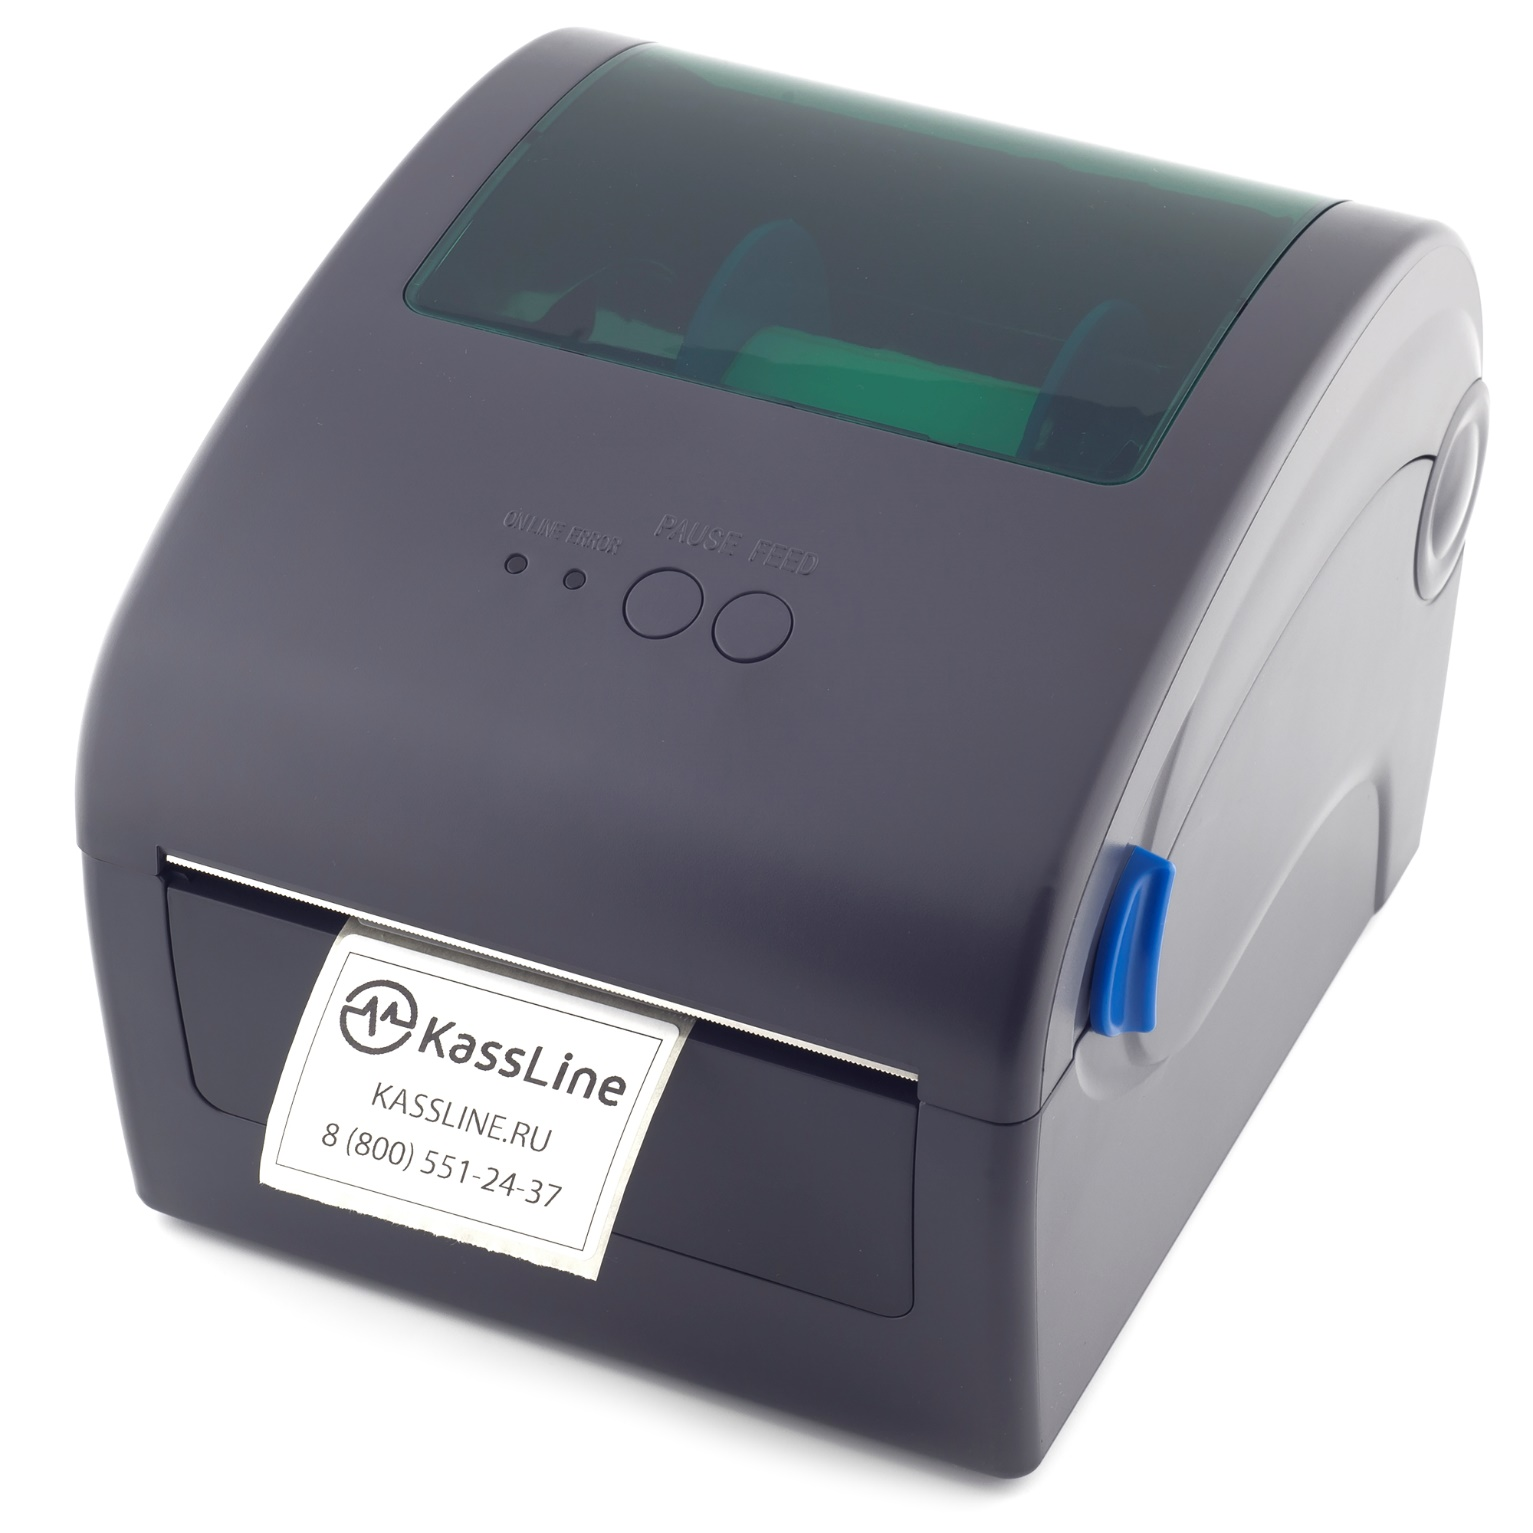 ON LINE ERROR PAUSE FEED
KassLine
KASSLINE.RU
8 (800) 551-24-37